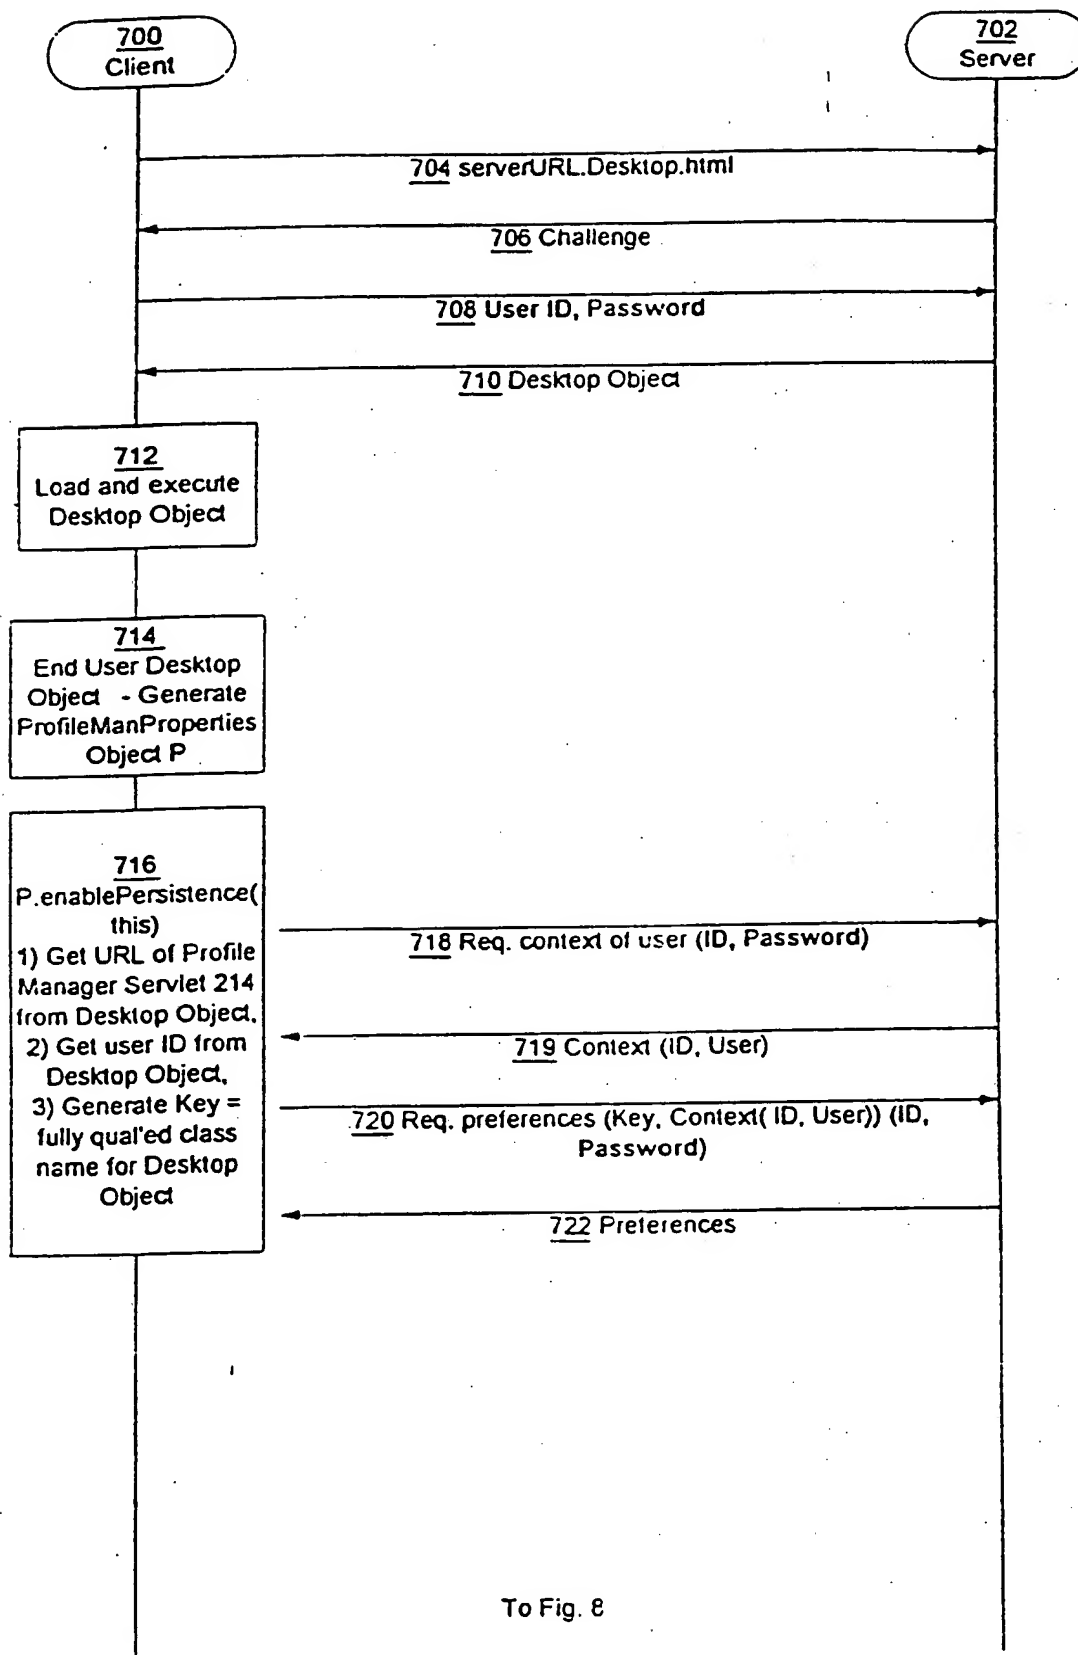 700
Client
702
Server
704 serverURL.Desktop.html
706 Challenge
708 User ID, Password
710 Desktop Object
712
Load and execute
Desktop Object
714
End User Desktop
Object - Generate
ProfileManProperties
Object P
716
P.enablePersistence(
this)
1) Get URL of Profile
Manager Servlet 214
from Desktop Object,
2) Get user ID from
Desktop Object,
3) Generate Key =
fully qual'ed class
name for Desktop
Object
718 Req. context of user (ID, Password)
719 Context (ID, User)
720 Req. preferences (Key, Context( ID, User)) (ID,
Password)
722 Preferences
To Fig. 8